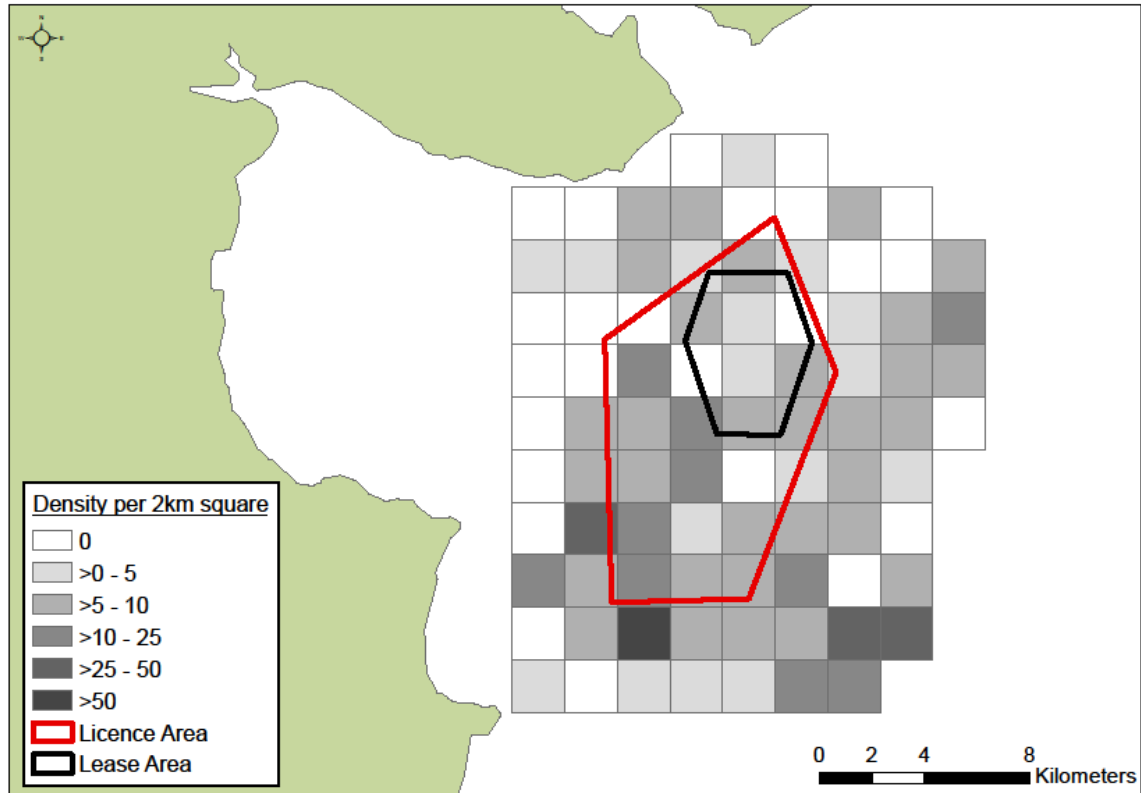 N
E
S
Density per 2km square
0
>0 - 5
>5 - 10
>10 - 25
>25 - 50
>50
Licence Area
Lease Area
0 2 4 8
Kilometers